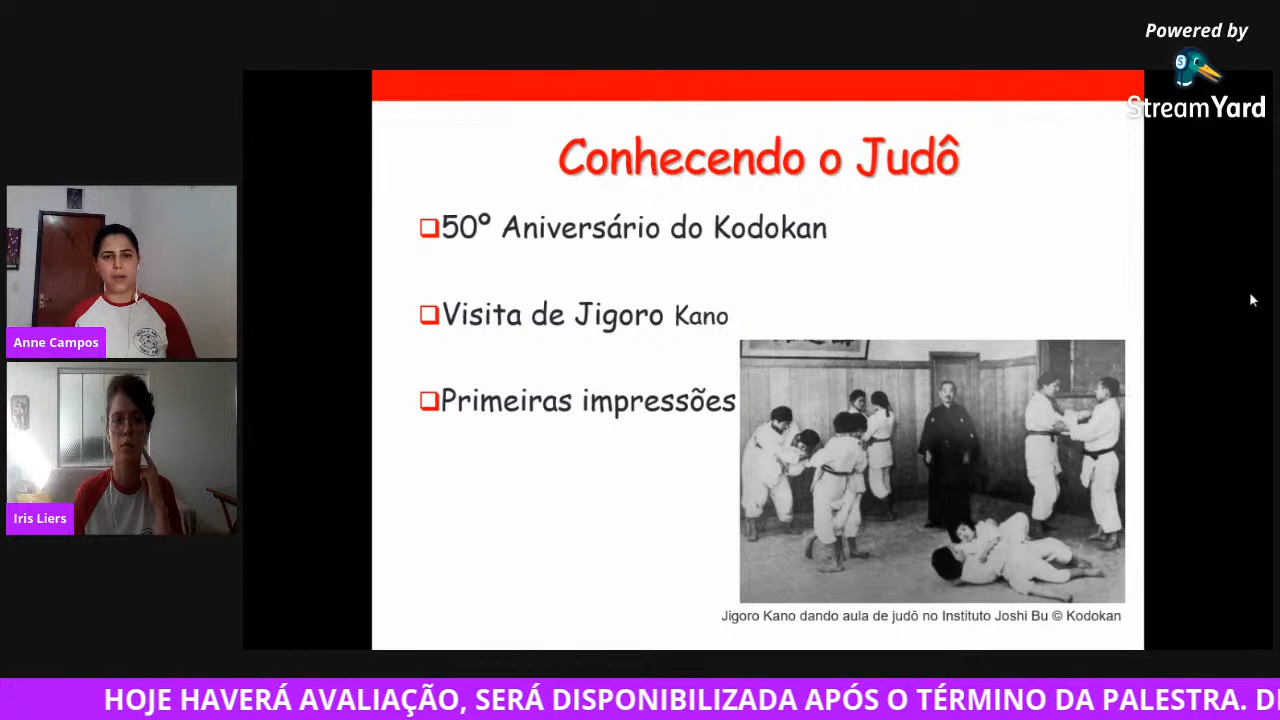 Powered by
StreamYard
Conhecendo o Judô
50º Aniversário do Kodokan
Visita de Jigoro Kano
Primeiras impressões
Jigoro Kano dando aula de judô no Instituto Joshi Bu © Kodokan
Anne Campos
Iris Liers
HOJE HAVERÁ AVALIAÇÃO, SERÁ DISPONIBILIZADA APÓS O TÉRMINO DA PALESTRA.